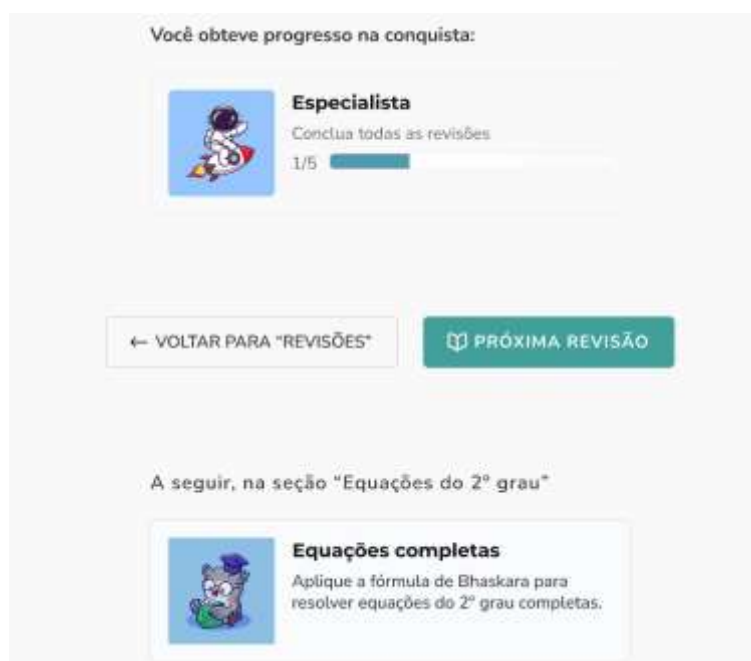 Você obteve progresso na conquista:
Especialista
Conclua todas as revisões
1/5
← VOLTAR PARA "REVISÕES"
PRÓXIMA REVISÃO
A seguir, na seção “Equações do 2º grau”
Equações completas
Aplique a fórmula de Bhaskara para
resolver equações do 2º grau completas.